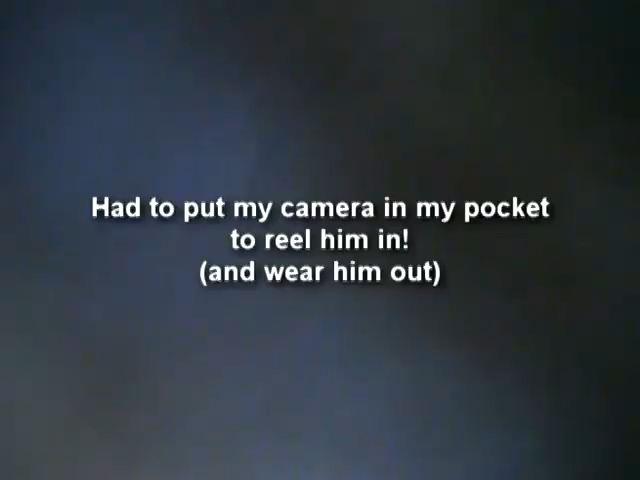 Had to put my camera in my pocket
to reel him in!
(and wear him out)